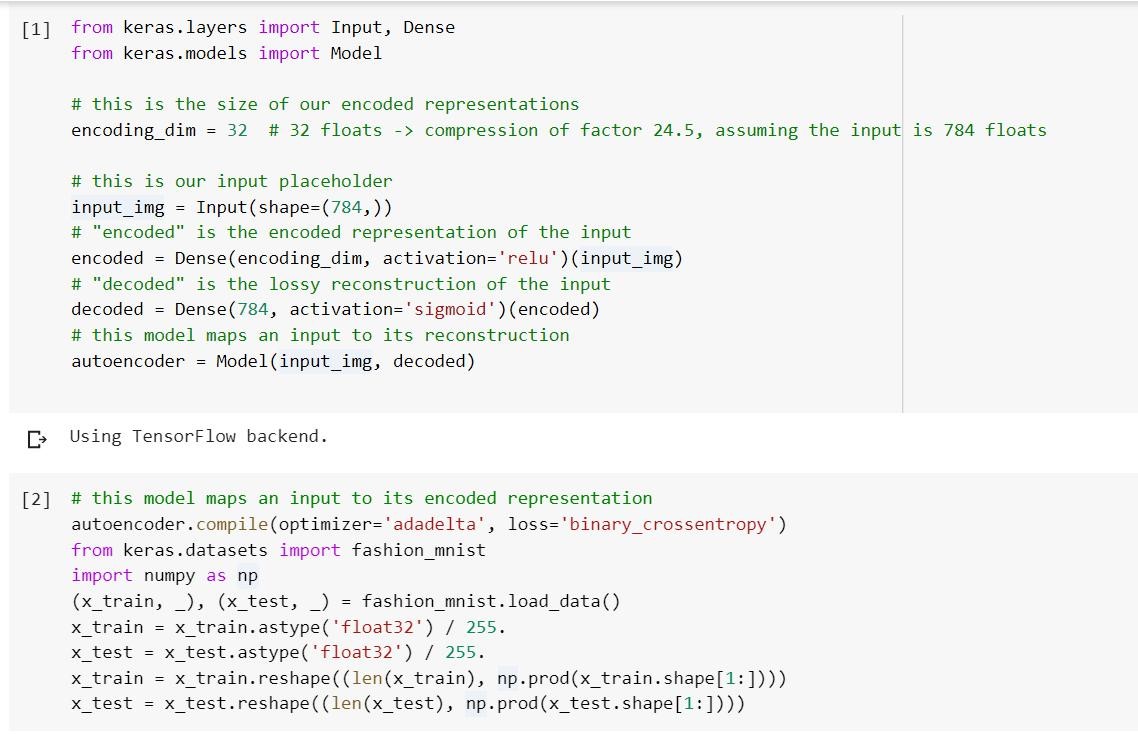 [1] from keras.layers import Input, Dense
from keras.models import Model
# this is the size of our encoded representations
encoding_dim = 32  # 32 floats -> compression of factor 24.5, assuming the input is 784 floats
# this is our input placeholder
input_img = Input(shape=(784,))
# "encoded" is the encoded representation of the input
encoded = Dense(encoding_dim, activation='relu')(input_img)
# "decoded" is the lossy reconstruction of the input
decoded = Dense(784, activation='sigmoid')(encoded)
# this model maps an input to its reconstruction
autoencoder = Model(input_img, decoded)
Using TensorFlow backend.
[2] # this model maps an input to its encoded representation
autoencoder.compile(optimizer='adadelta', loss='binary_crossentropy')
from keras.datasets import fashion_mnist
import numpy as np
(x_train, _), (x_test, _) = fashion_mnist.load_data()
x_train = x_train.astype('float32') / 255.
x_test = x_test.astype('float32') / 255.
x_train = x_train.reshape((len(x_train), np.prod(x_train.shape[1:])))
x_test = x_test.reshape((len(x_test), np.prod(x_test.shape[1:])))